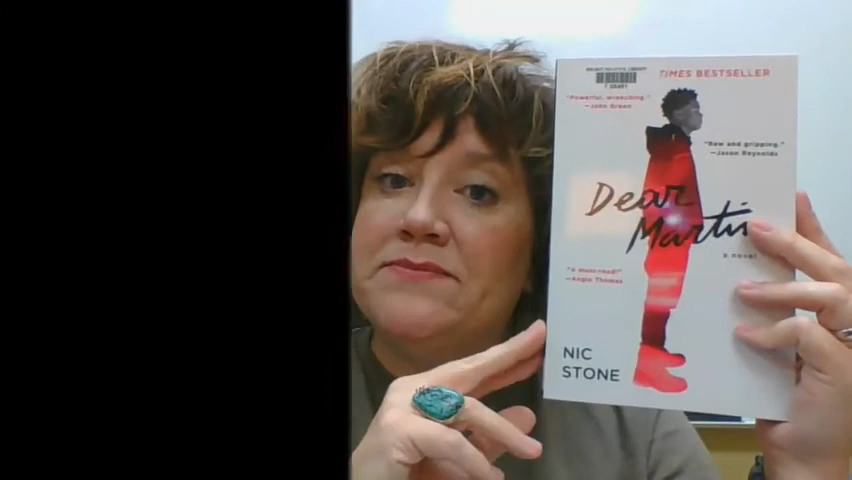 TIMES BESTSELLER
"Powerful, wrenching."
—John Green
"Raw and gripping."
—Jason Reynolds
Dear
Martin
a novel
"A must-read!"
—Angie Thomas
NIC
STONE